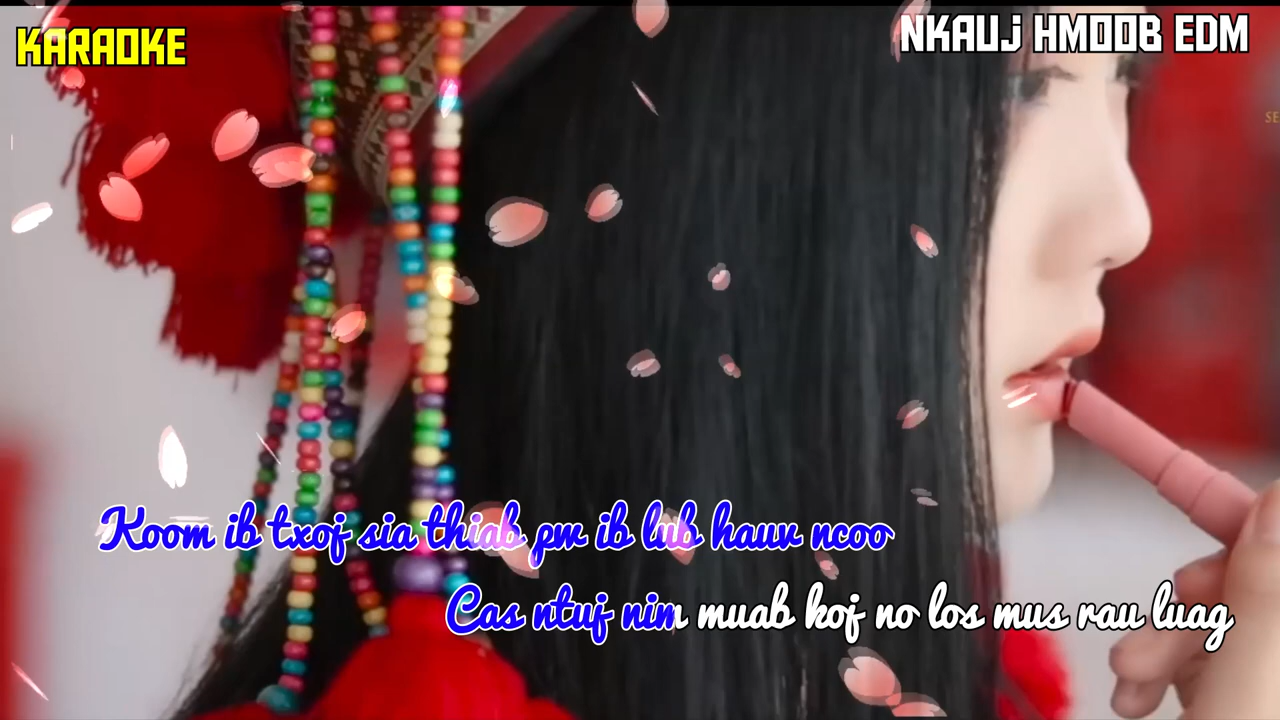 KARAOKE
NKAUJ HMOOB EDM
SE
Koom ib txoj sia thiab pw ib lub hauv ncoo
Cas ntuj nim muab koj no los mus rau luag